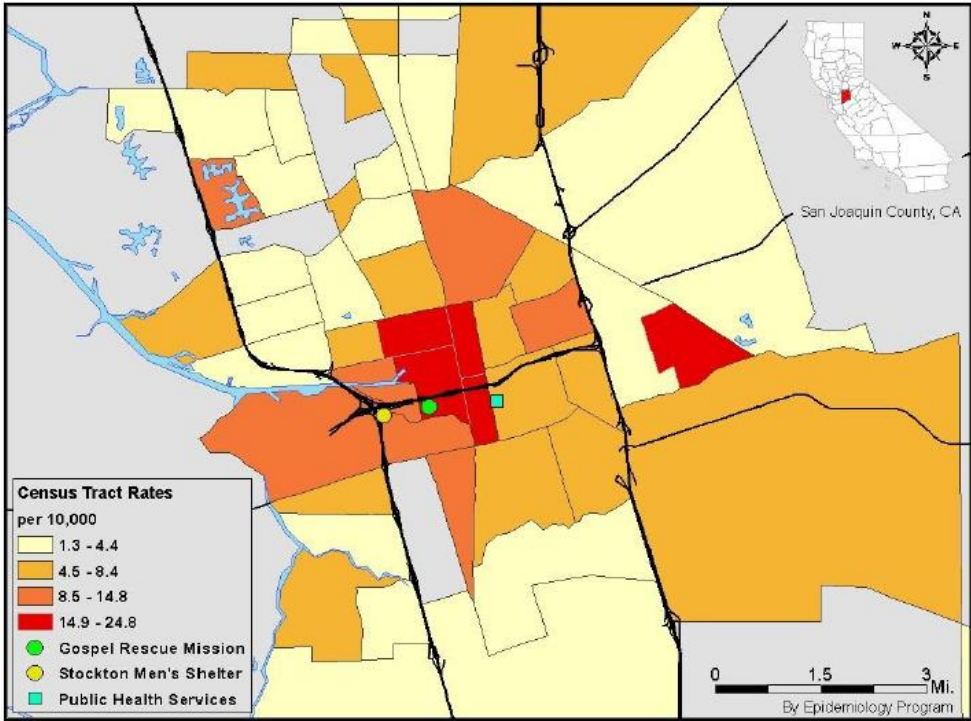 N
W E
S
San Joaquin County, CA
Census Tract Rates
per 10,000
1.3 - 4.4
4.5 - 8.4
8.5 - 14.8
14.9 - 24.8
Gospel Rescue Mission
Stockton Men's Shelter
Public Health Services
0 1.5 3
Mi.
By Epidemiology Program